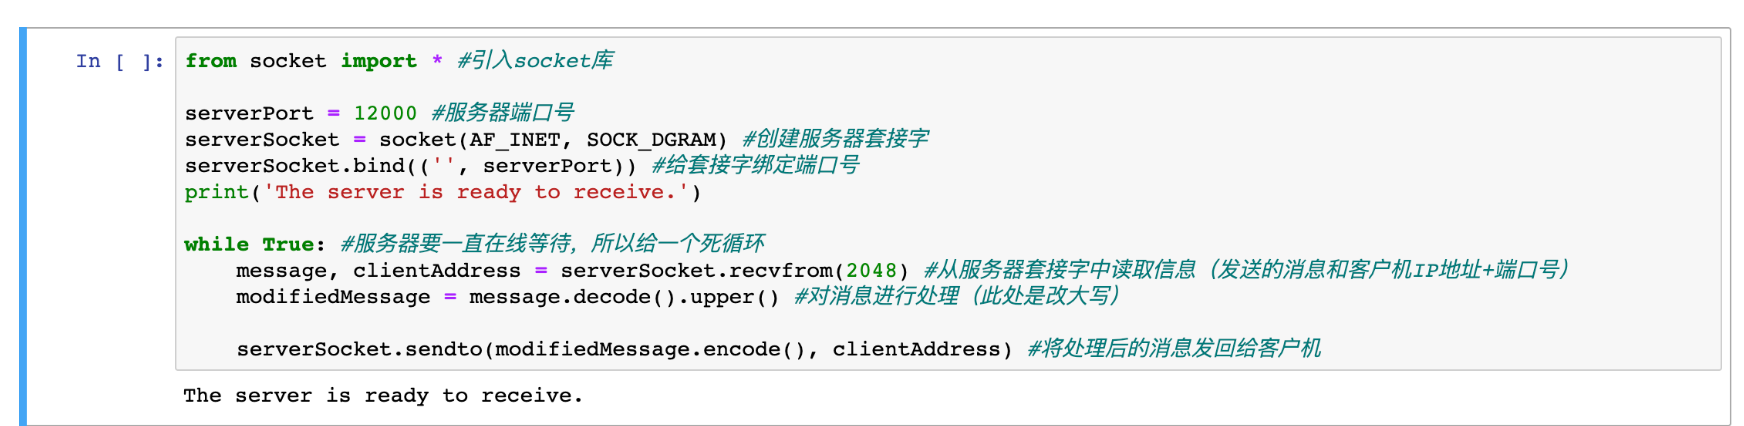 In [ ]: from socket import * #引入socket库
serverPort = 12000 #服务器端口号
serverSocket = socket(AF_INET, SOCK_DGRAM) #创建服务器套接字
serverSocket.bind(('', serverPort)) #给套接字绑定端口号
print('The server is ready to receive.')
while True: #服务器要一直在线等待，所以给一个死循环
    message, clientAddress = serverSocket.recvfrom(2048) #从服务器套接字中读取信息（发送的消息和客户机IP地址+端口号）
    modifiedMessage = message.decode().upper() #对消息进行处理（此处是改大写）
    serverSocket.sendto(modifiedMessage.encode(), clientAddress) #将处理后的消息发回给客户机
The server is ready to receive.